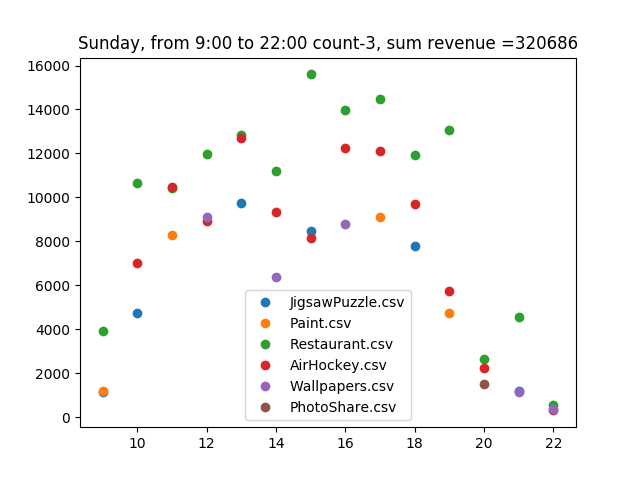 Sunday, from 9:00 to 22:00 count-3, sum revenue =320686
16000
14000
12000
10000
8000
6000
4000
2000
0
JigsawPuzzle.csv
Paint.csv
Restaurant.csv
AirHockey.csv
Wallpapers.csv
PhotoShare.csv
10 12 14 16 18 20 22